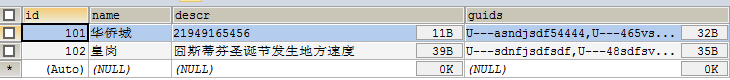 id name descr guids
101 华侨城 21949165456 11B U---asndjsdf54444,U---465vs... 32B
102 皇岗 囧斯蒂芬圣诞节发生地方速度 39B U---sdnfjsdfsdf,U---48sdfsv... 35B
* (Auto) (NULL) (NULL) 0K (NULL) 0K